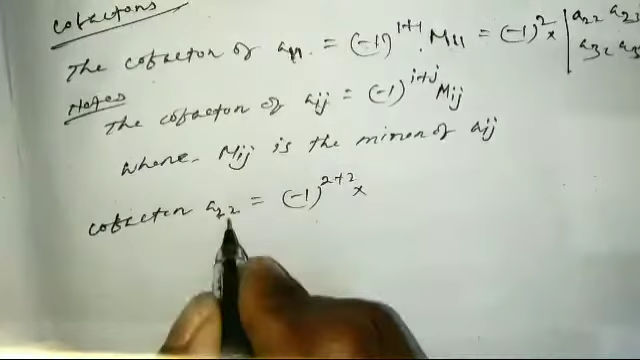 Cofactors
The cofactor of a11 = (-1)^1+1 . M11 = (-1)^2 × | a22 a23
a32 a33
Notes
The cofactor of aij = (-1)^i+j Mij
where Mij is the minor of aij
cofactor a22 = (-1)^2+2 ×